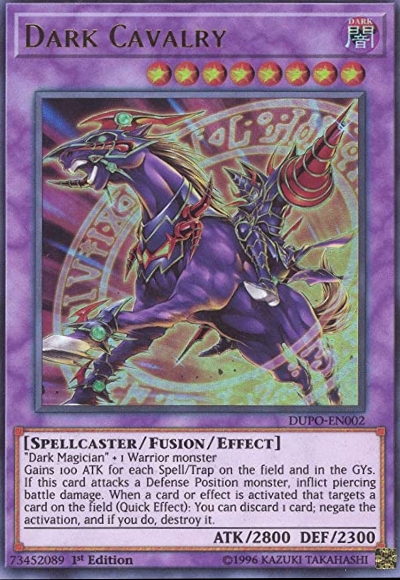 DARK CAVALRY
DARK
闇
DUPO-EN002
[SPELLCASTER/FUSION/EFFECT]
"Dark Magician" + 1 Warrior monster
Gains 100 ATK for each Spell/Trap on the field and in the GYs.
If this card attacks a Defense Position monster, inflict piercing
battle damage. When a card or effect is activated that targets a
card on the field (Quick Effect): You can discard 1 card; negate
the activation, and if you do, destroy it.
ATK/2800 DEF/2300
73452089 1st Edition ©1996 KAZUKI TAKAHASHI